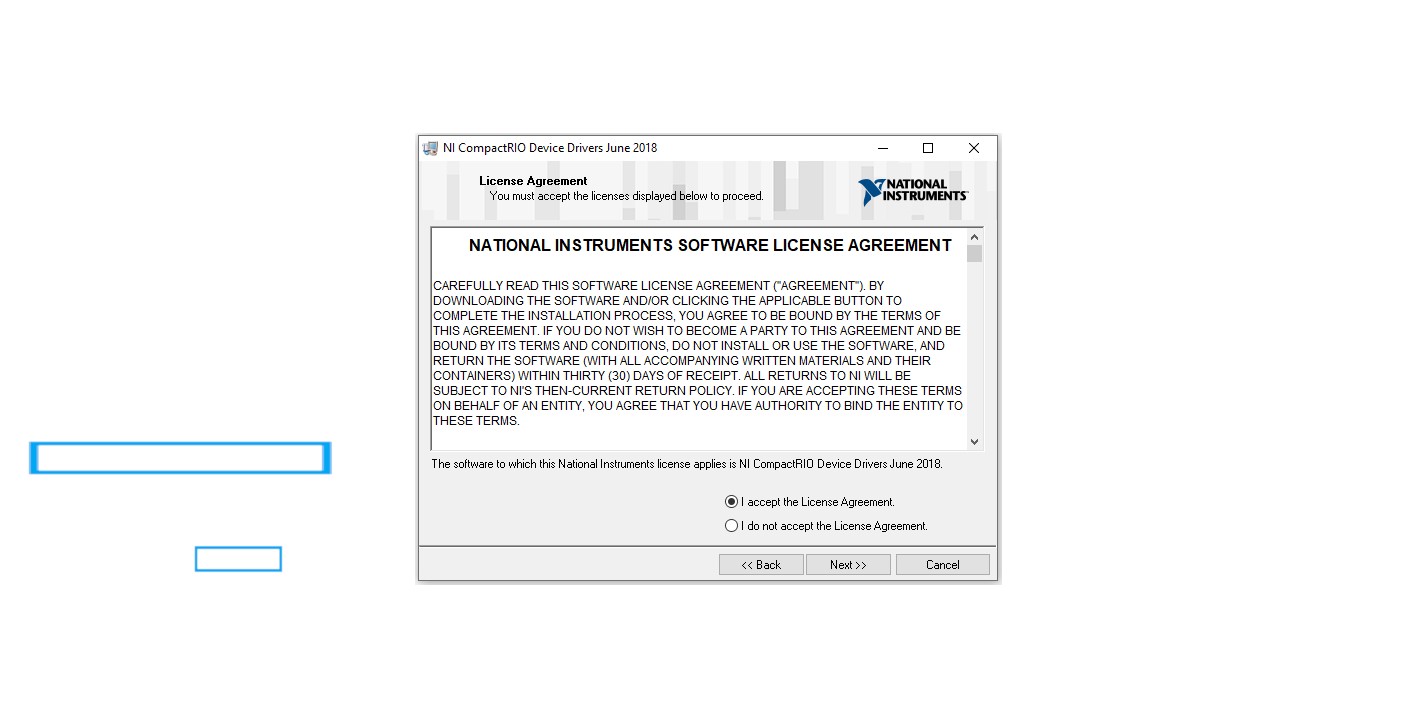 NI CompactRIO Device Drivers June 2018
License Agreement
You must accept the licenses displayed below to proceed.
NATIONAL
INSTRUMENTS™
NATIONAL INSTRUMENTS SOFTWARE LICENSE AGREEMENT
CAREFULLY READ THIS SOFTWARE LICENSE AGREEMENT ("AGREEMENT"). BY
DOWNLOADING THE SOFTWARE AND/OR CLICKING THE APPLICABLE BUTTON TO
COMPLETE THE INSTALLATION PROCESS, YOU AGREE TO BE BOUND BY THE TERMS OF
THIS AGREEMENT. IF YOU DO NOT WISH TO BECOME A PARTY TO THIS AGREEMENT AND BE
BOUND BY ITS TERMS AND CONDITIONS, DO NOT INSTALL OR USE THE SOFTWARE, AND
RETURN THE SOFTWARE (WITH ALL ACCOMPANYING WRITTEN MATERIALS AND THEIR
CONTAINERS) WITHIN THIRTY (30) DAYS OF RECEIPT. ALL RETURNS TO NI WILL BE
SUBJECT TO NI'S THEN-CURRENT RETURN POLICY. IF YOU ARE ACCEPTING THESE TERMS
ON BEHALF OF AN ENTITY, YOU AGREE THAT YOU HAVE AUTHORITY TO BIND THE ENTITY TO
THESE TERMS.
The software to which this National Instruments license applies is NI CompactRIO Device Drivers June 2018.
I accept the License Agreement.
I do not accept the License Agreement.
<< Back Next >> Cancel